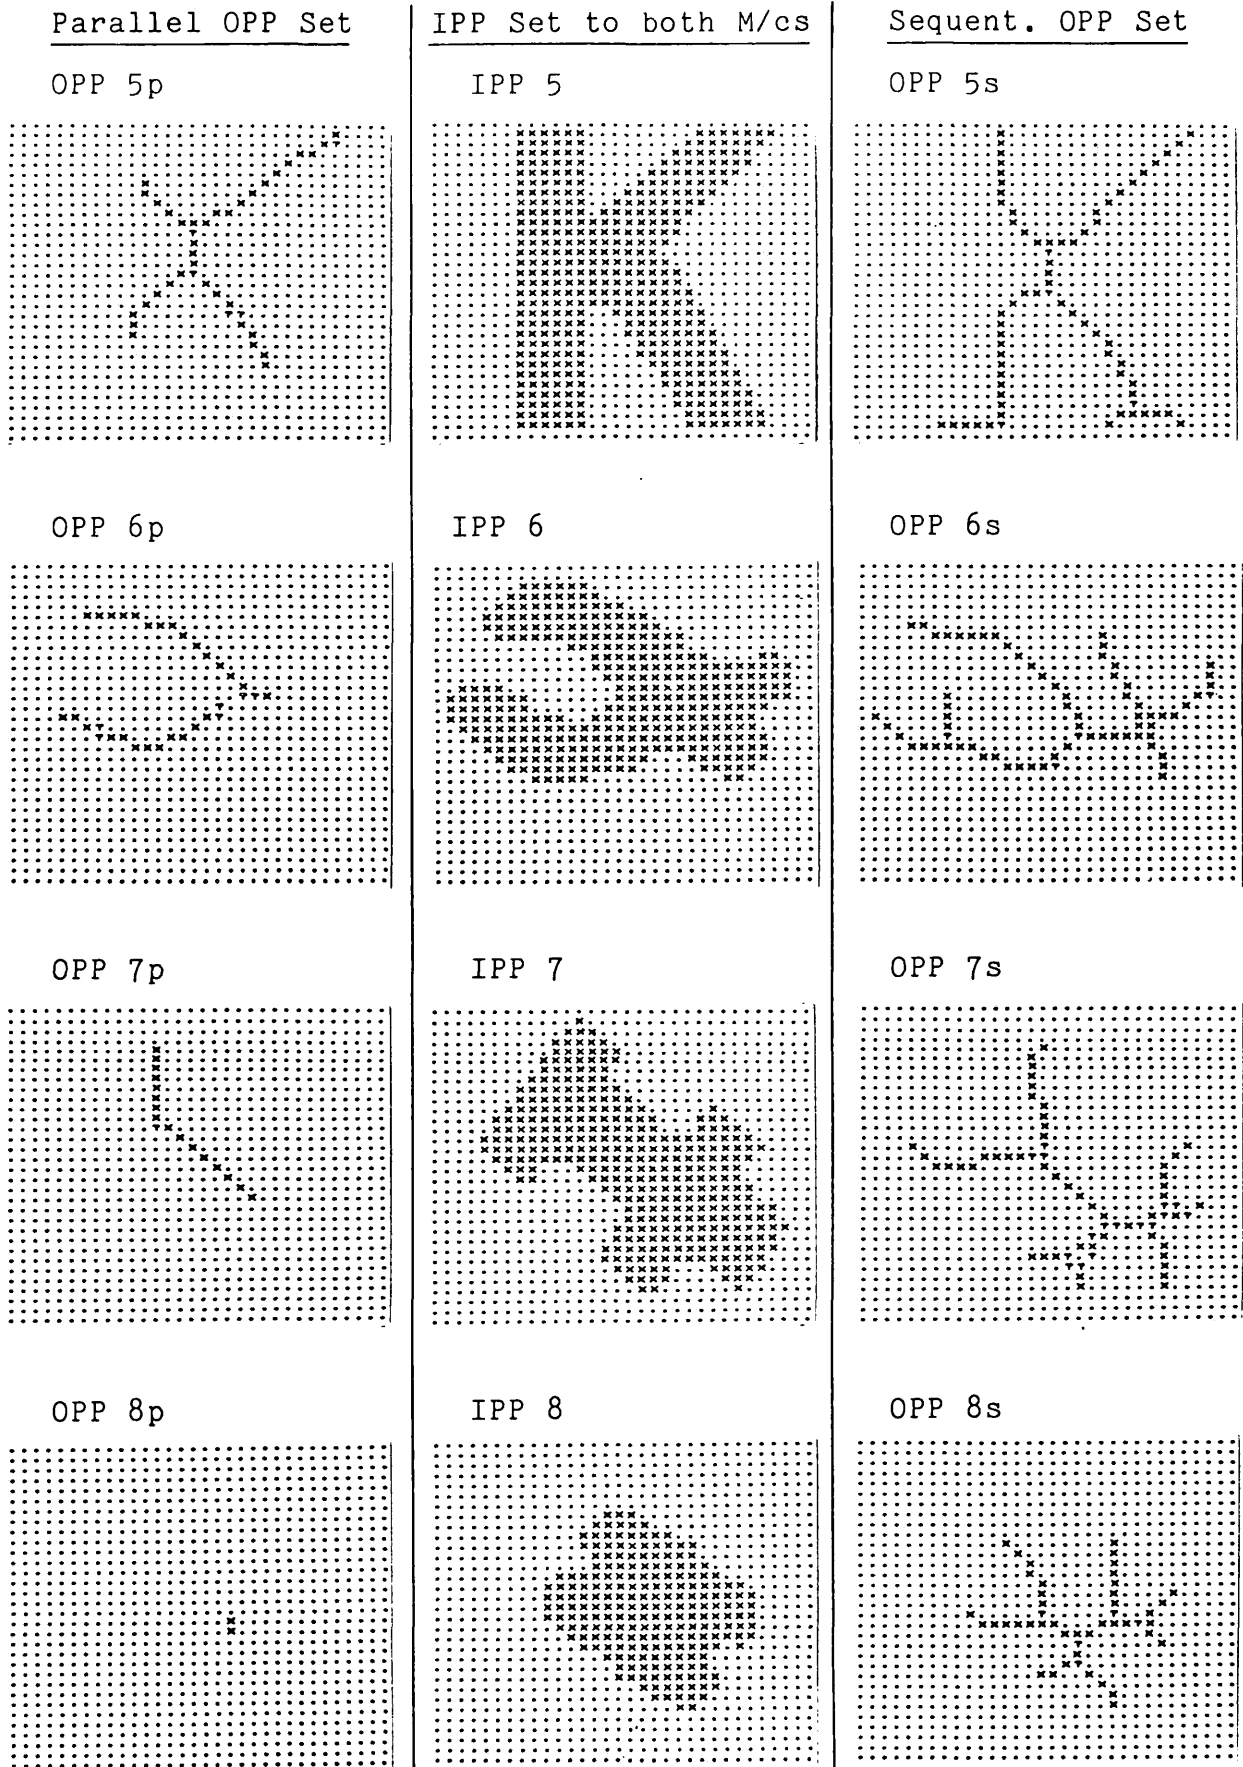 Parallel OPP Set
IPP Set to both M/cs
Sequent. OPP Set
OPP 5p
IPP 5
OPP 5s
OPP 6p
IPP 6
OPP 6s
OPP 7p
IPP 7
OPP 7s
OPP 8p
IPP 8
OPP 8s